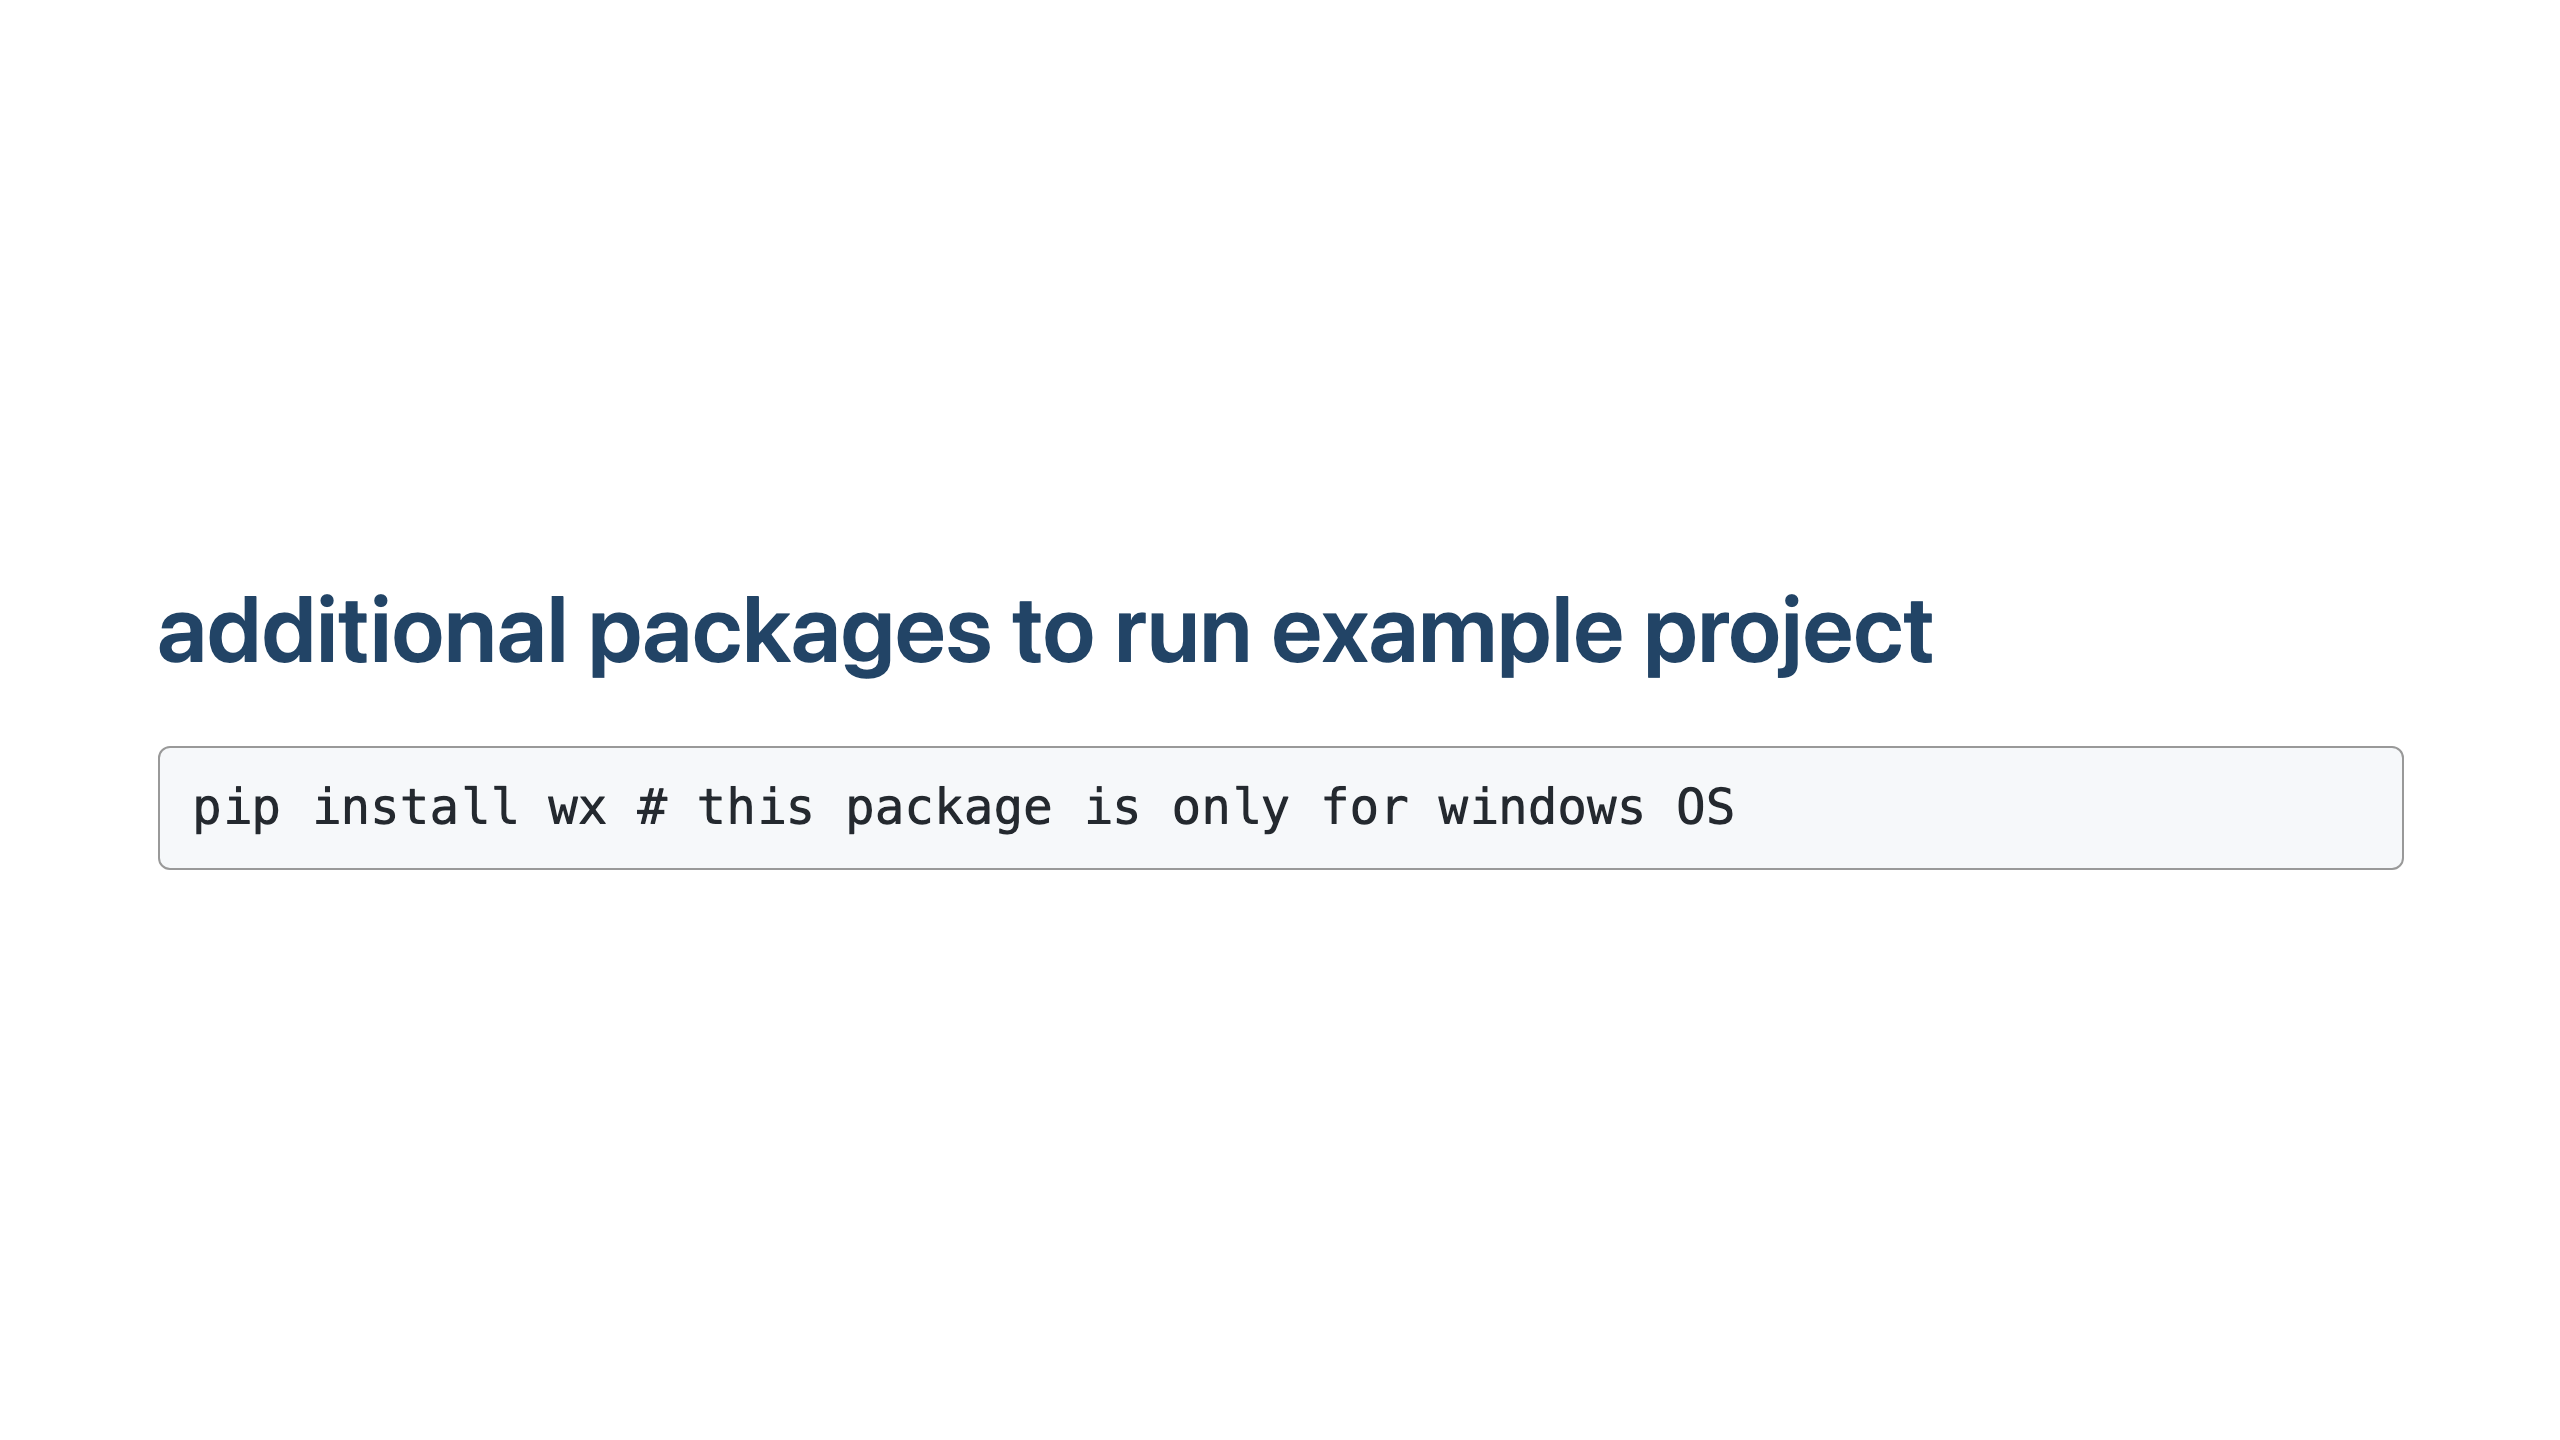 additional packages to run example project
pip install wx # this package is only for windows OS